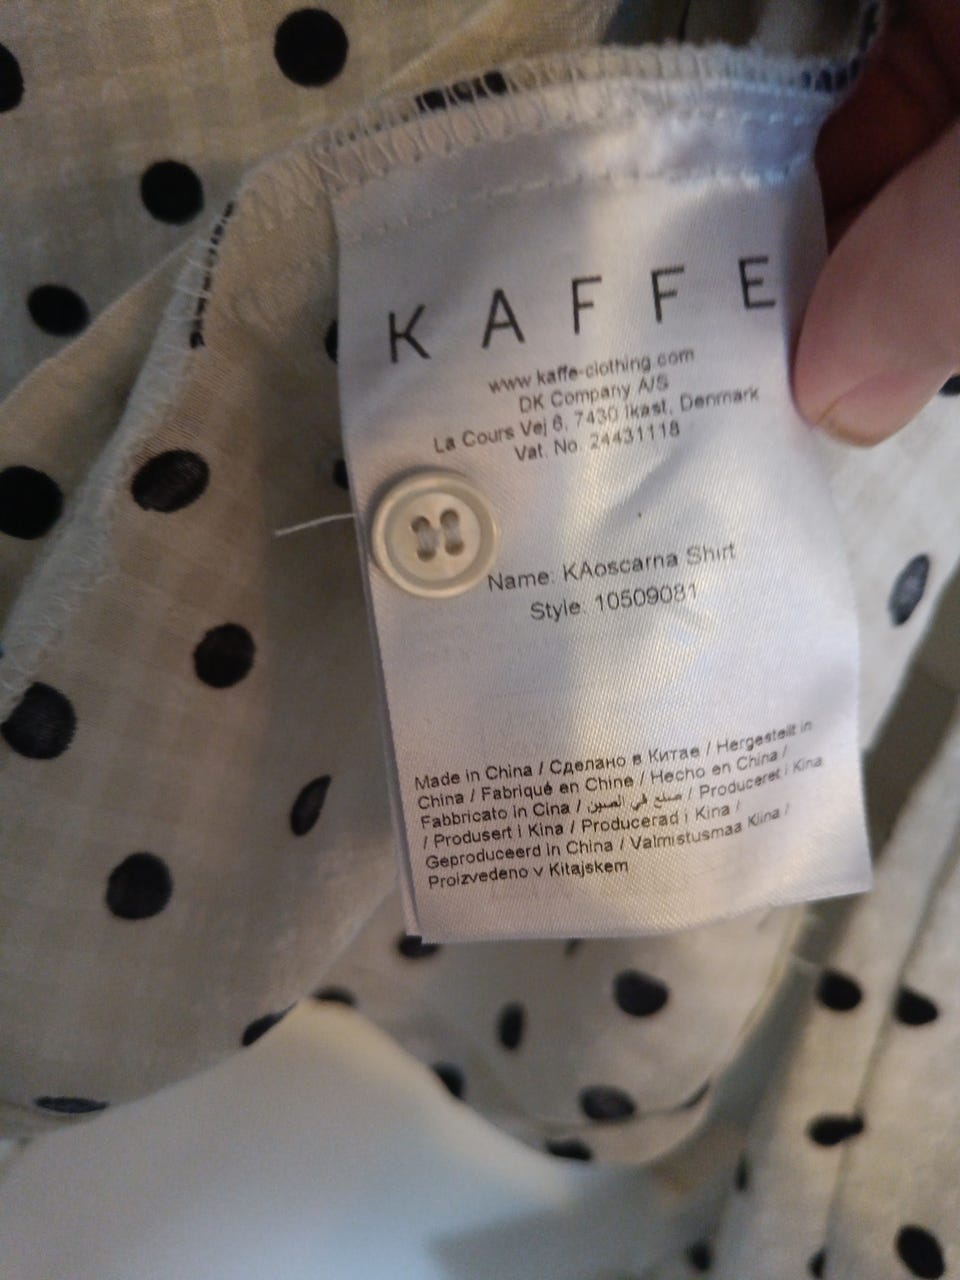 KAFFE
www.kaffe-clothing.com
DK Company A/S
La Cours Vej 6, 7430 Ikast, Denmark
Vat. No. 24431118
Name: KAoscarna Shirt
Style: 10509081
Made in China / Сделано в Китае / Hergestellt in
China / Fabriqué en Chine / Hecho en China /
Fabbricato in Cina / صنع في الصين / Produceret i Kina
/ Produsert i Kina / Producerad i Kina /
Geproduceerd in China / Valmistusmaa Kiina /
Proizvedeno v Kitajskem